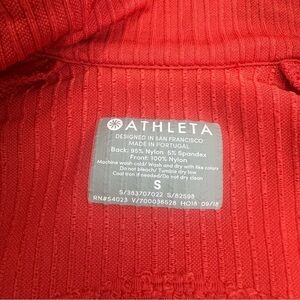 ATHLETA
DESIGNED IN SAN FRANCISCO
MADE IN PORTUGAL
Back: 95% Nylon 5% Spandex
Front: 100% Nylon
Machine wash cold/ Wash and dry with like colors
Do not bleach/ Tumble dry low
Cool iron if needed/Do not dry clean
S
S/383707022 S/82598
RN#54023 V/700036528 HO18 09/18